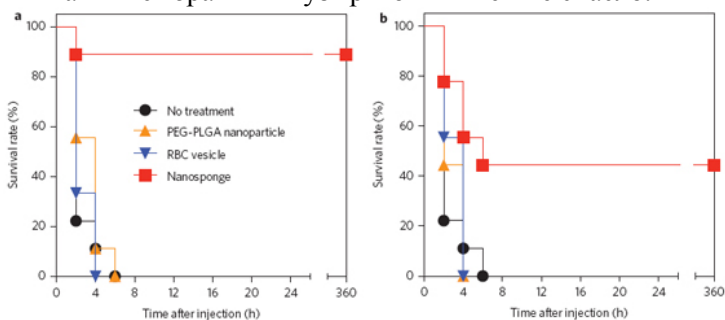 a
b
100
80
60
40
20
0
Survival rate (%)
No treatment
PEG-PLGA nanoparticle
RBC vesicle
Nanosponge
0 4 8 12 16 20 24 360
Time after injection (h)
100
80
60
40
20
0
Survival rate (%)
0 4 8 12 16 20 24 360
Time after injection (h)